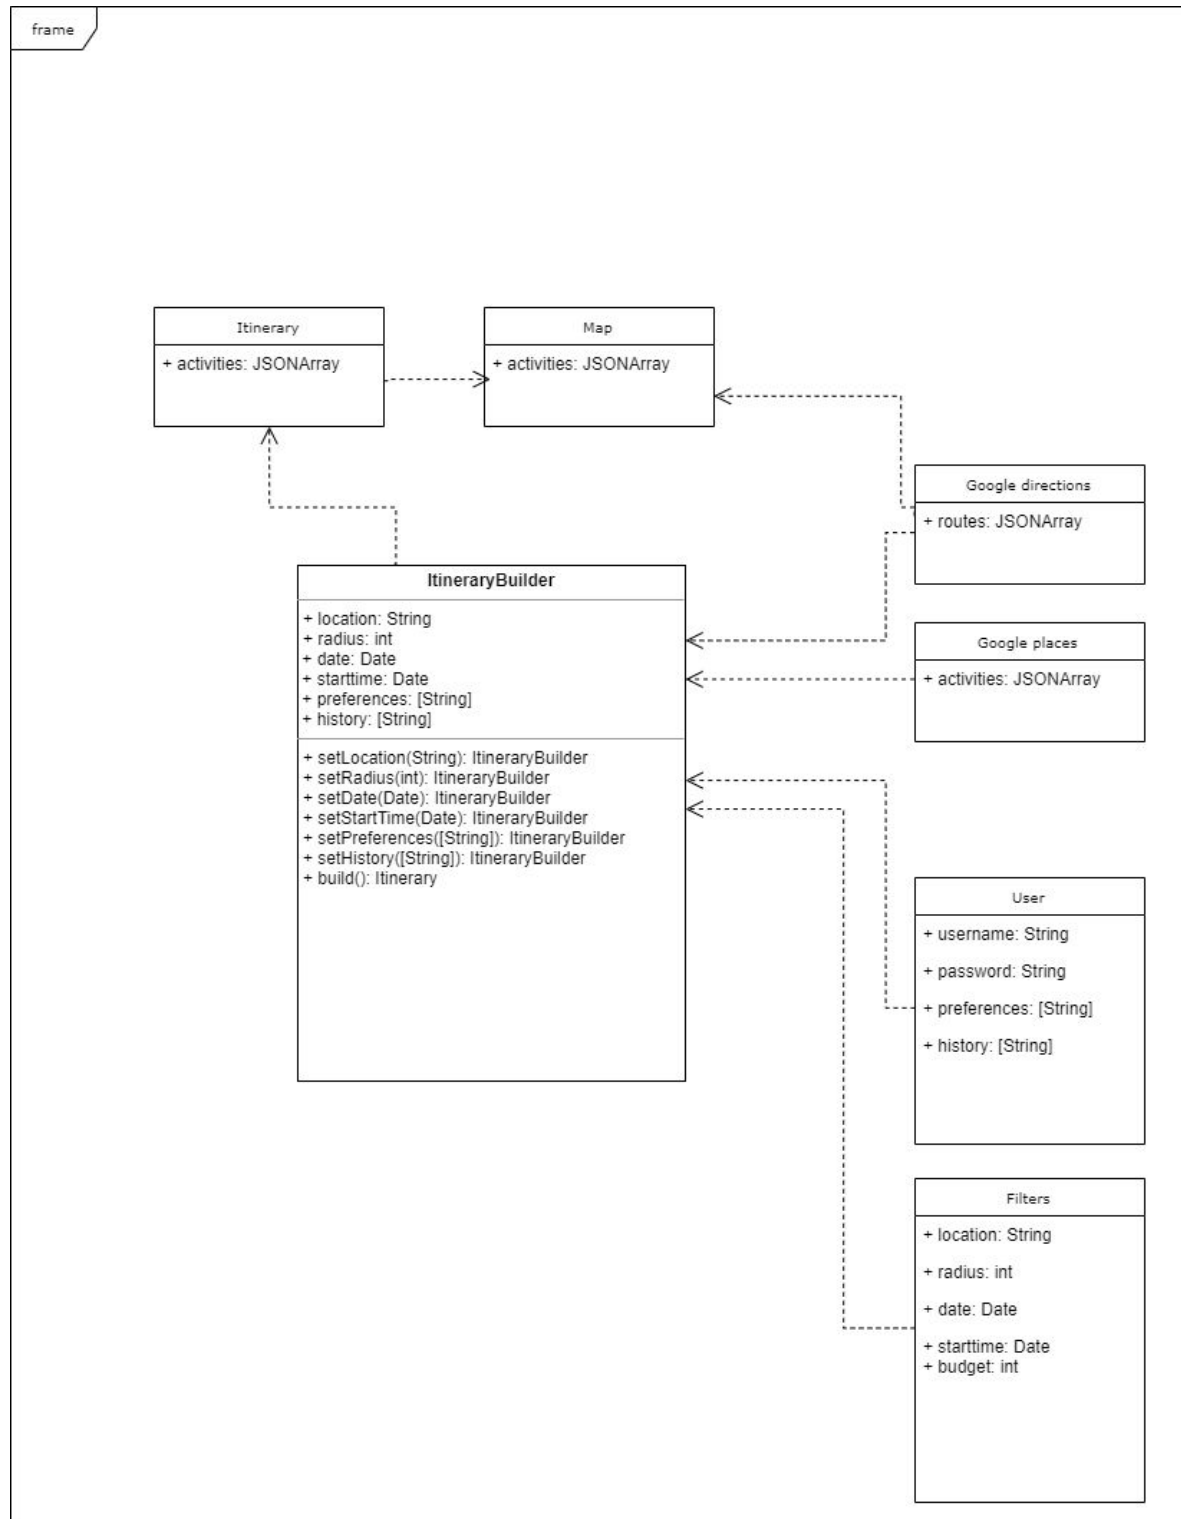 frame
Itinerary
+ activities: JSONArray
Map
+ activities: JSONArray
Google directions
+ routes: JSONArray
ItineraryBuilder
+ location: String
+ radius: int
+ date: Date
+ starttime: Date
+ preferences: [String]
+ history: [String]
+ setLocation(String): ItineraryBuilder
+ setRadius(int): ItineraryBuilder
+ setDate(Date): ItineraryBuilder
+ setStartTime(Date): ItineraryBuilder
+ setPreferences([String]): ItineraryBuilder
+ setHistory([String]): ItineraryBuilder
+ build(): Itinerary
Google places
+ activities: JSONArray
User
+ username: String
+ password: String
+ preferences: [String]
+ history: [String]
Filters
+ location: String
+ radius: int
+ date: Date
+ starttime: Date
+ budget: int